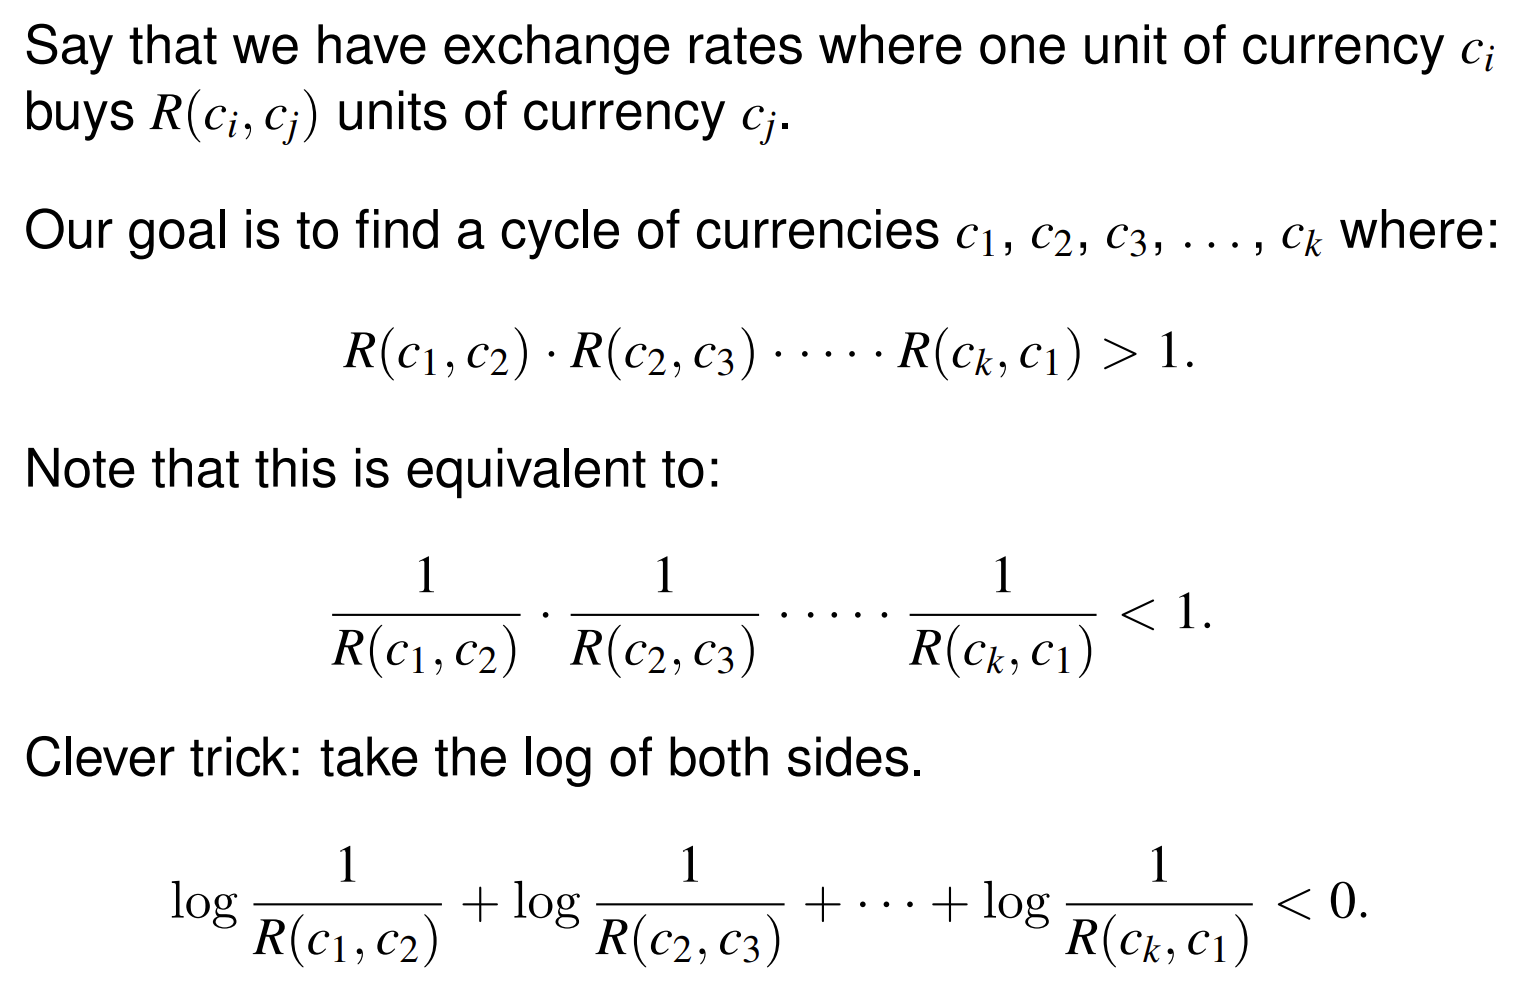 Say that we have exchange rates where one unit of currency $c_i$
buys $R(c_i, c_j)$ units of currency $c_j$.
Our goal is to find a cycle of currencies $c_1$, $c_2$, $c_3$, …, $c_k$ where:
$R(c_1, c_2) \cdot R(c_2, c_3) \cdot \cdots \cdot R(c_k, c_1) > 1.$
Note that this is equivalent to:
$\frac{1}{R(c_1, c_2)} \cdot \frac{1}{R(c_2, c_3)} \cdot \cdots \cdot \frac{1}{R(c_k, c_1)} < 1.$
Clever trick: take the log of both sides.
$\log \frac{1}{R(c_1, c_2)} + \log \frac{1}{R(c_2, c_3)} + \cdots + \log \frac{1}{R(c_k, c_1)} < 0.$